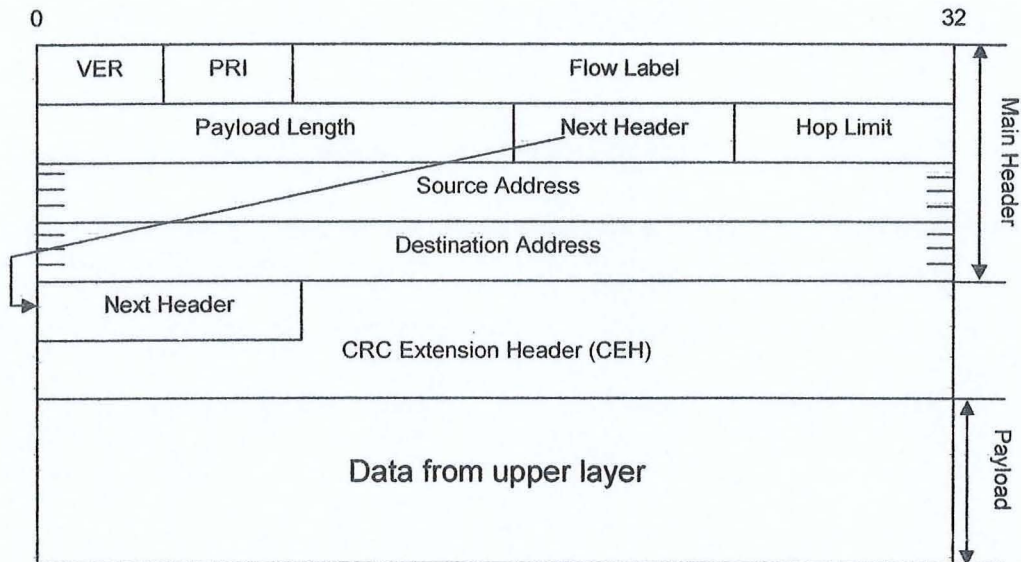 0 32
VER PRI Flow Label
Payload Length Next Header Hop Limit
Source Address
Destination Address
Main Header
Next Header
CRC Extension Header (CEH)
Data from upper layer
Payload